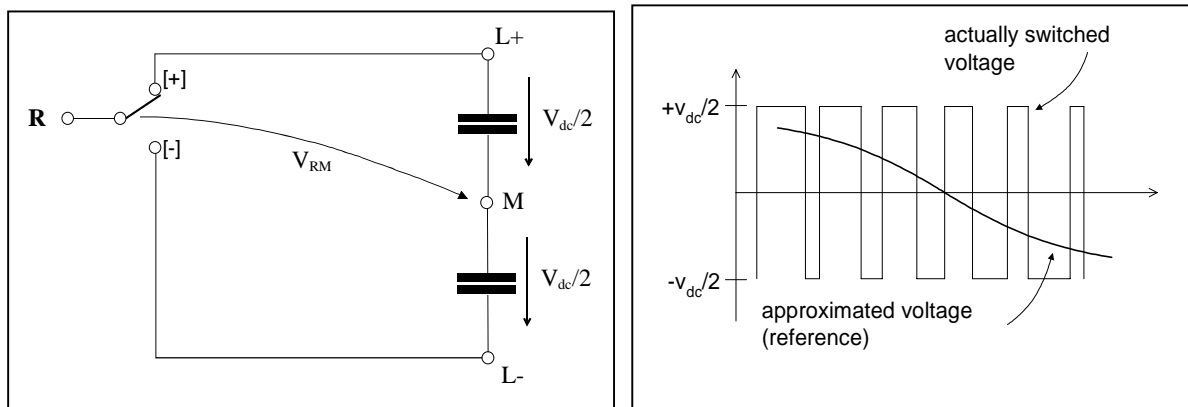 L+
[+]
R
V_dc/2
[-]
V_RM
M
V_dc/2
L-
actually switched
voltage
+v_dc/2
-v_dc/2
approximated voltage
(reference)